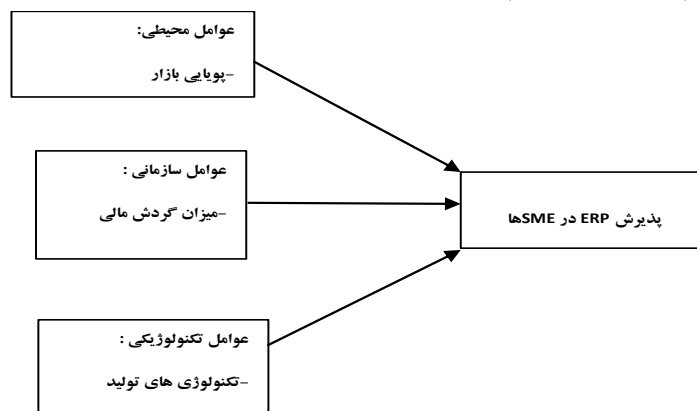 عوامل محیطی:
-پویایی بازار
عوامل سازمانی :
-میزان گردش مالی
پذیرش ERP در SMEها
عوامل تکنولوژیکی :
-تکنولوژی های تولید